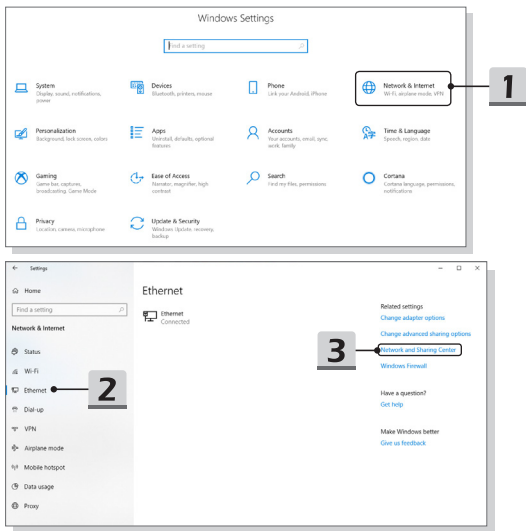 Windows Settings
Find a setting
System
Display, sound, notifications,
power
Devices
Bluetooth, printers, mouse
Phone
Link your Android, iPhone
Network & Internet
Wi-Fi, airplane mode, VPN
1
Personalization
Background, lock screen, colors
Apps
Uninstall, defaults, optional
features
Accounts
Your accounts, email, sync,
work, family
Time & Language
Speech, region, date
Gaming
Game bar, captures,
broadcasting, Game Mode
Ease of Access
Narrator, magnifier, high
contrast
Search
Find my files, permissions
Cortana
Cortana language, permissions,
notifications
Privacy
Location, camera, microphone
Update & Security
Windows Update, recovery,
backup
Settings
Home
Find a setting
Network & Internet
Status
Wi-Fi
Ethernet
2
Dial-up
VPN
Airplane mode
Mobile hotspot
Data usage
Proxy
Ethernet
Ethernet
Connected
Related settings
Change adapter options
Change advanced sharing options
3
Network and Sharing Center
Windows Firewall
Have a question?
Get help
Make Windows better
Give us feedback